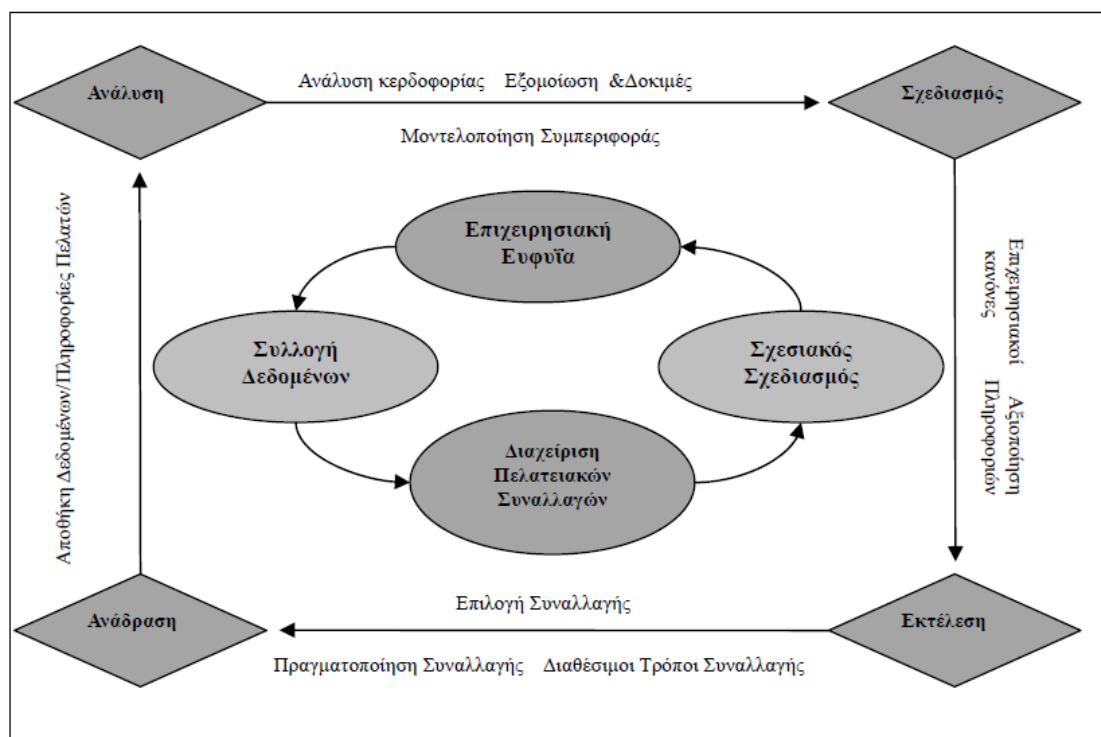 Ανάλυση
Ανάλυση κερδοφορίας Εξομοίωση &Δοκιμές
Μοντελοποίηση Συμπεριφοράς
Σχεδιασμός
Αποθήκη Δεδομένων/Πληροφορίες Πελατών
Επιχειρησιακή
Ευφυΐα
Συλλογή
Δεδομένων
Σχεσιακός
Σχεδιασμός
Διαχείριση
Πελατειακών
Συναλλαγών
Επιχειρησιακοί Αξιοποίηση
κανόνες Πληροφοριών
Ανάδραση
Επιλογή Συναλλαγής
Πραγματοποίηση Συναλλαγής Διαθέσιμοι Τρόποι Συναλλαγής
Εκτέλεση